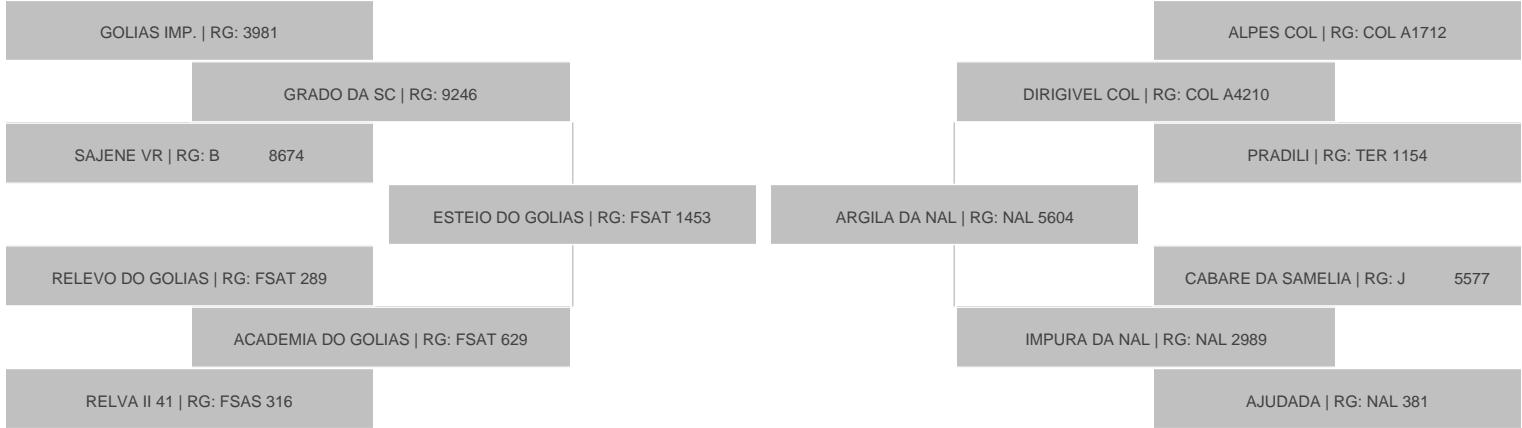 GOLIAS IMP. | RG: 3981
ALPES COL | RG: COL A1712
GRADO DA SC | RG: 9246
DIRIGIVEL COL | RG: COL A4210
SAJENE VR | RG: B 8674
PRADILI | RG: TER 1154
ESTEIO DO GOLIAS | RG: FSAT 1453
ARGILA DA NAL | RG: NAL 5604
RELEVO DO GOLIAS | RG: FSAT 289
CABARE DA SAMELIA | RG: J 5577
ACADEMIA DO GOLIAS | RG: FSAT 629
IMPURA DA NAL | RG: NAL 2989
RELVA II 41 | RG: FSAS 316
AJUDADA | RG: NAL 381